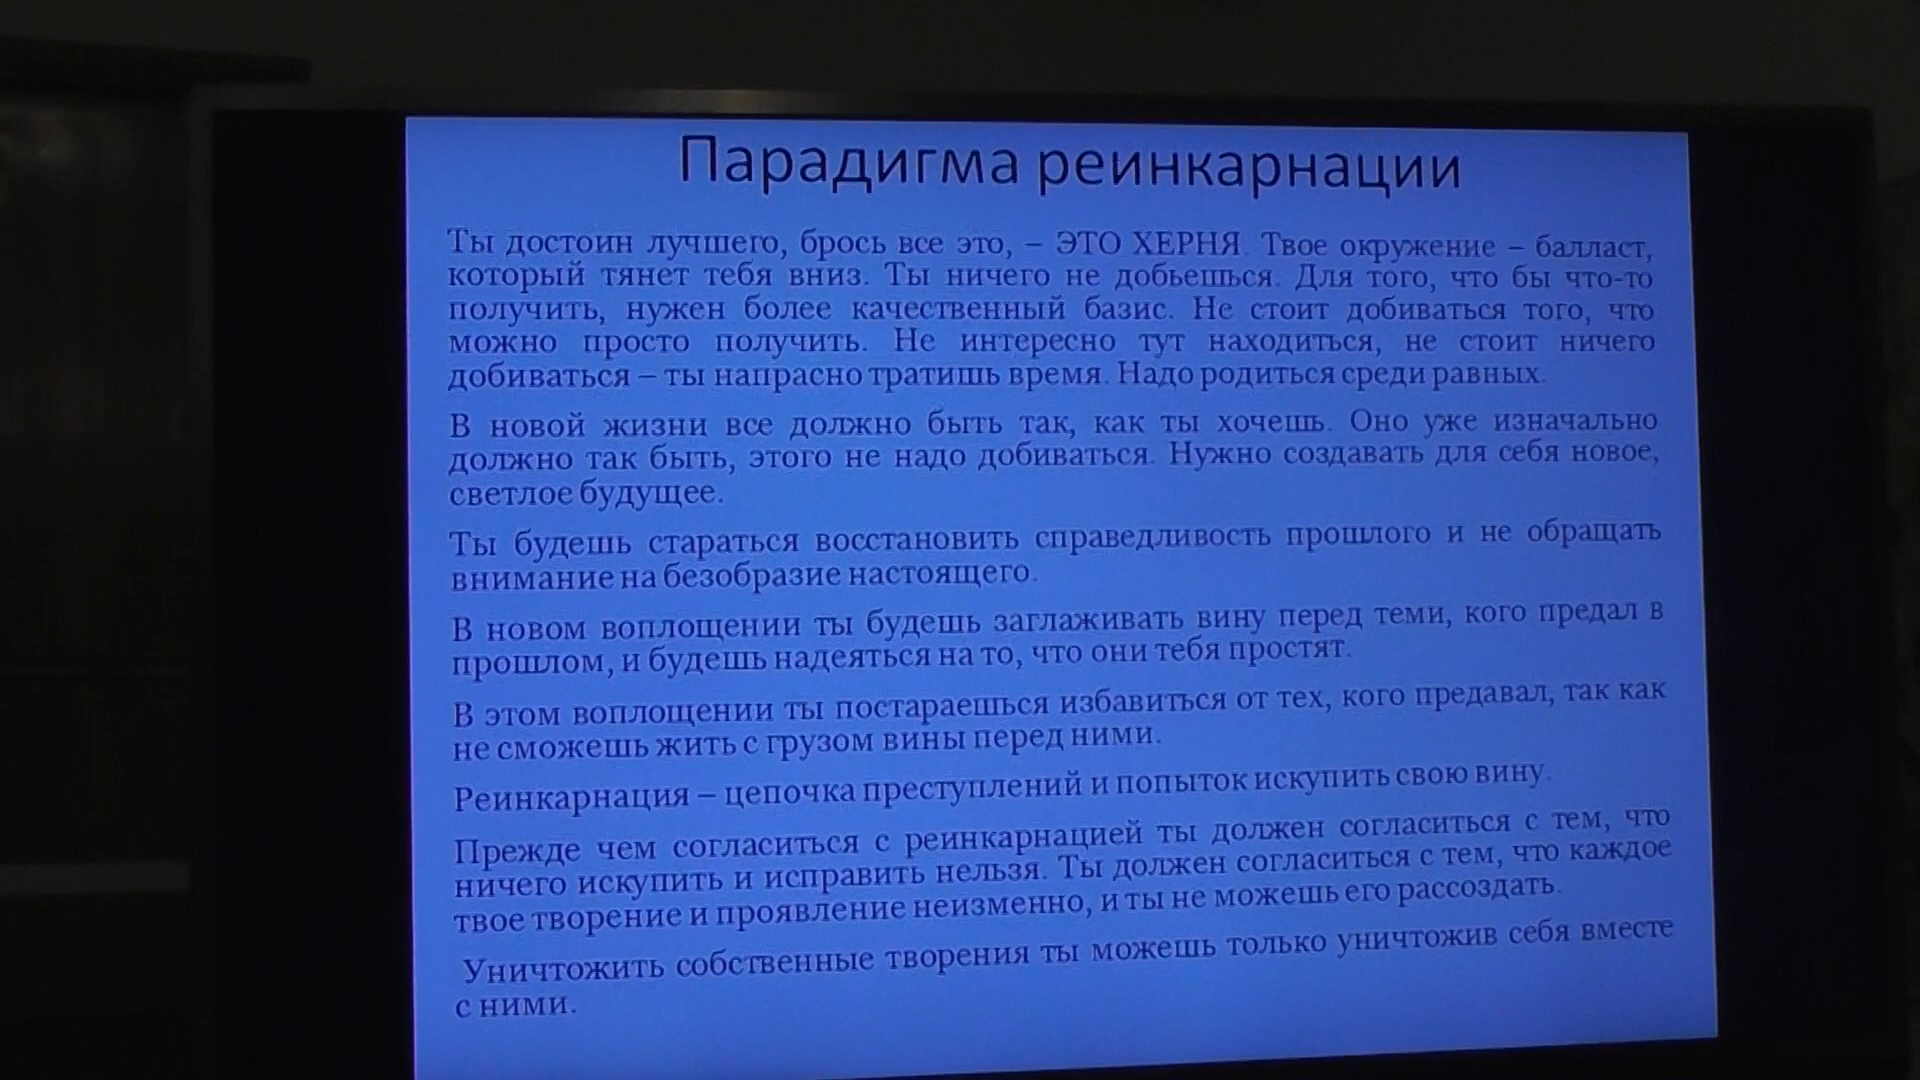 Парадигма реинкарнации
Ты достоин лучшего, брось все это, – ЭТО ХЕРНЯ. Твое окружение – балласт,
который тянет тебя вниз. Ты ничего не добьешься. Для того, что бы что-то
получить, нужен более качественный базис. Не стоит добиваться того, что
можно просто получить. Не интересно тут находиться, не стоит ничего
добиваться – ты напрасно тратишь время. Надо родиться среди равных.
В новой жизни все должно быть так, как ты хочешь. Оно уже изначально
должно так быть, этого не надо добиваться. Нужно создавать для себя новое,
светлое будущее.
Ты будешь стараться восстановить справедливость прошлого и не обращать
внимание на безобразие настоящего.
В новом воплощении ты будешь заглаживать вину перед теми, кого предал в
прошлом, и будешь надеяться на то, что они тебя простят.
В этом воплощении ты постараешься избавиться от тех, кого предавал, так как
не сможешь жить с грузом вины перед ними.
Реинкарнация – цепочка преступлений и попыток искупить свою вину.
Прежде чем согласиться с реинкарнацией ты должен согласиться с тем, что
ничего искупить и исправить нельзя. Ты должен согласиться с тем, что каждое
твое творение и проявление неизменно, и ты не можешь его рассоздать.
Уничтожить собственные творения ты можешь только уничтожив себя вместе
с ними.